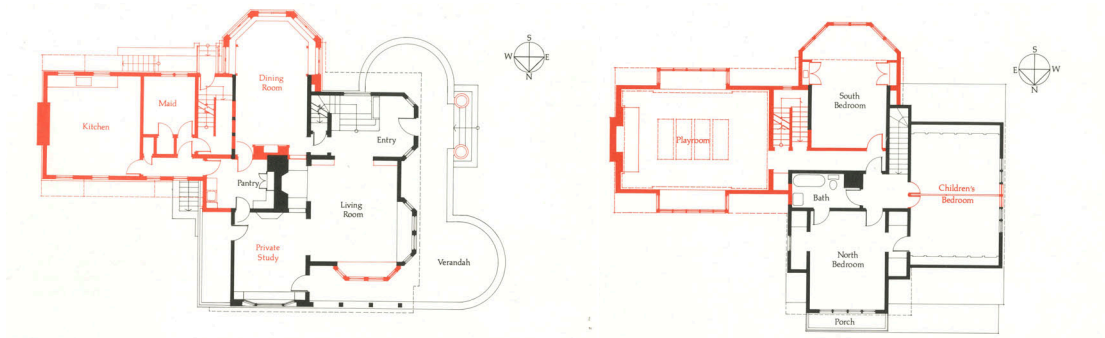 S
W E
N
Dining
Room
Maid
Kitchen
Entry
Pantry
Living
Room
Private
Study
Verandah
S
E W
N
South
Bedroom
Playroom
Children's
Bedroom
Bath
North
Bedroom
Porch